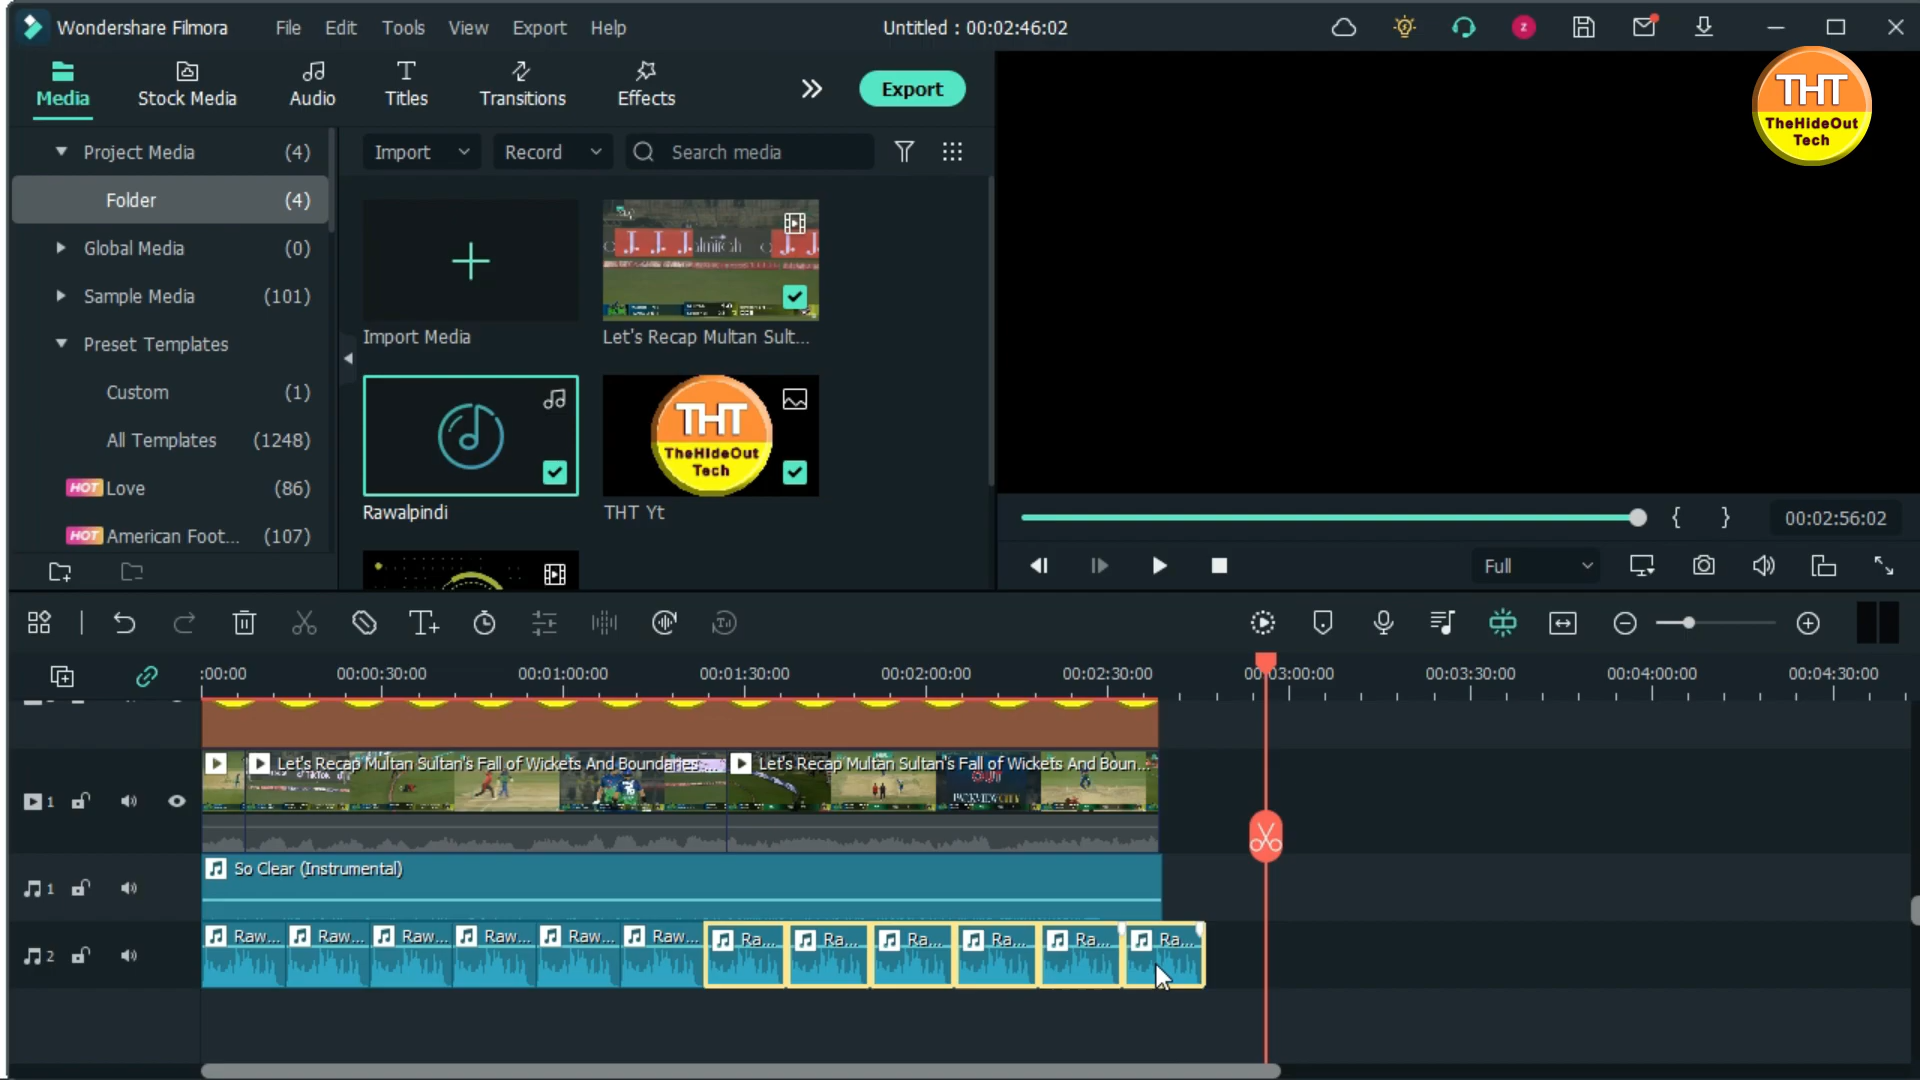 Wondershare Filmora
File
Edit
Tools
View
Export
Help
Untitled : 00:02:46:02
Z
Media
Stock Media
Audio
Titles
Transitions
Effects
Export
THT
TheHideOut
Tech
Project Media (4)
Folder (4)
Global Media (0)
Sample Media (101)
Preset Templates
Custom (1)
All Templates (1248)
HOT Love (86)
HOT American Foot... (107)
Import
Record
Search media
Import Media
Let's Recap Multan Sult...
Rawalpindi
THT
TheHideOut
Tech
THT Yt
00:02:56:02
Full
:00:00
00:00:30:00
00:01:00:00
00:01:30:00
00:02:00:00
00:02:30:00
00:03:00:00
00:03:30:00
00:04:00:00
00:04:30:00
1
Let's Recap Multan Sultan's Fall of Wickets And Boundaries ...
Let's Recap Multan Sultan's Fall of Wickets And Boun...
1
So Clear (Instrumental)
2
Raw...
Raw...
Raw...
Raw...
Raw...
Raw...
Ra...
Ra...
Ra...
Ra...
Ra...
Ra...